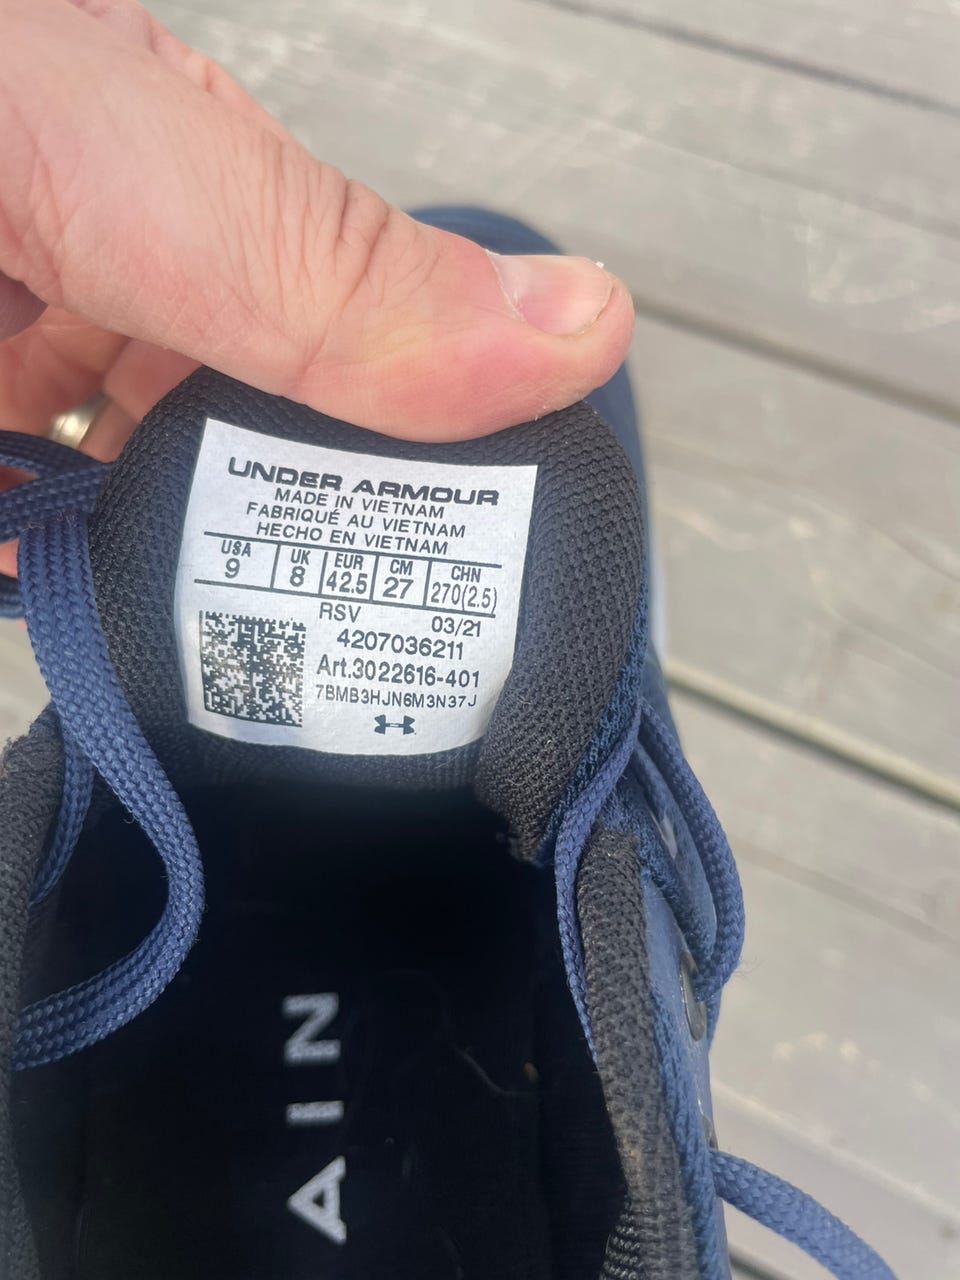 UNDER ARMOUR
MADE IN VIETNAM
FABRIQUÉ AU VIETNAM
HECHO EN VIETNAM
USA UK EUR CM CHN
9 8 42.5 27 270(2.5)
RSV 03/21
4207036211
Art.3022616-401
7BMB3HJN6M3N37J
AIN